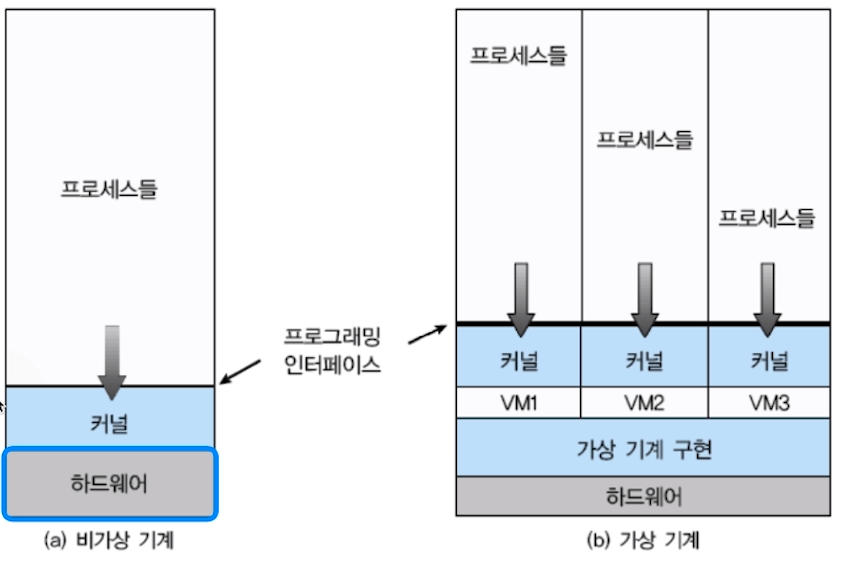 프로세스들
커널
하드웨어
(a) 비가상 기계
프로그래밍
인터페이스
프로세스들
프로세스들
프로세스들
커널
커널
커널
VM1
VM2
VM3
가상 기계 구현
하드웨어
(b) 가상 기계